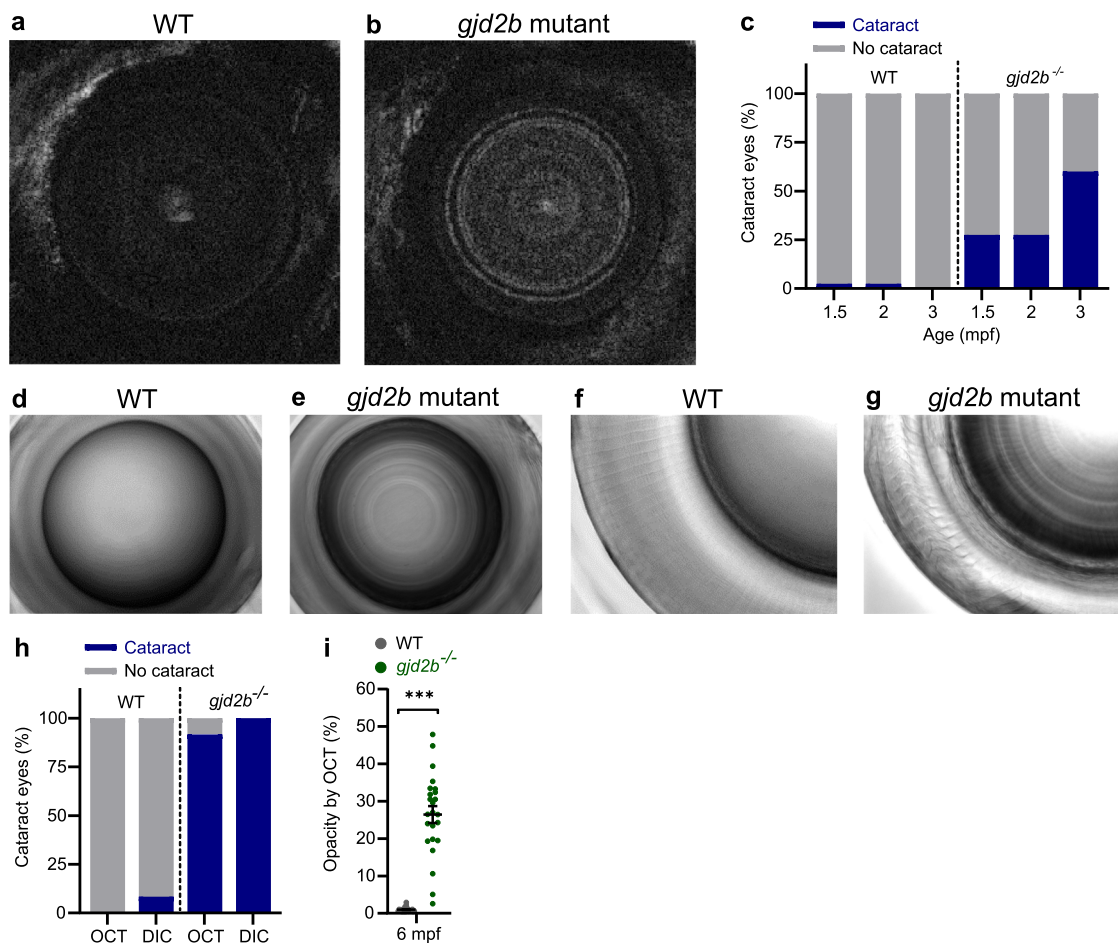 a WT
b gjd2b mutant
c Cataract
No cataract
WT gjd2b -/-
Cataract eyes (%)
100
75
50
25
0
1.5 2 3 1.5 2 3
Age (mpf)
d WT
e gjd2b mutant
f WT
g gjd2b mutant
h Cataract
No cataract
WT gjd2b-/-
Cataract eyes (%)
100
75
50
25
0
OCT DIC OCT DIC
i WT
gjd2b-/-
***
Opacity by OCT (%)
60
50
40
30
20
10
0
6 mpf